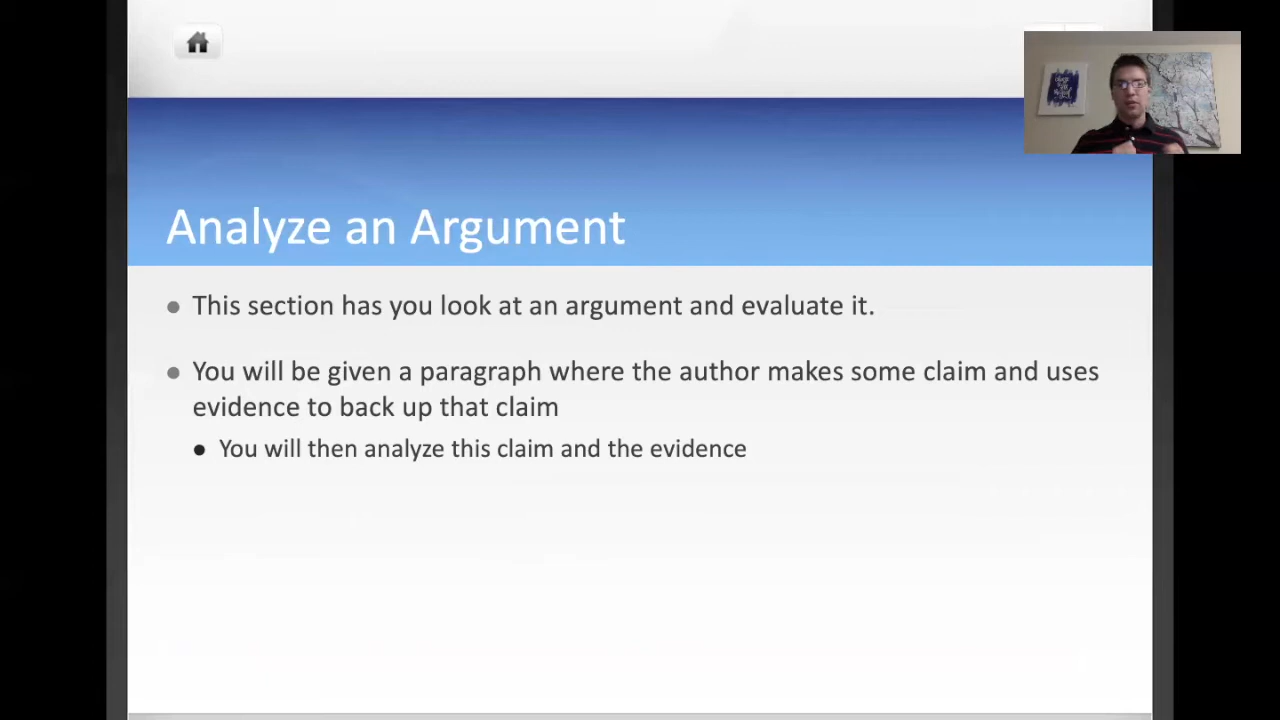 Analyze an Argument
This section has you look at an argument and evaluate it.
You will be given a paragraph where the author makes some claim and uses
evidence to back up that claim
You will then analyze this claim and the evidence